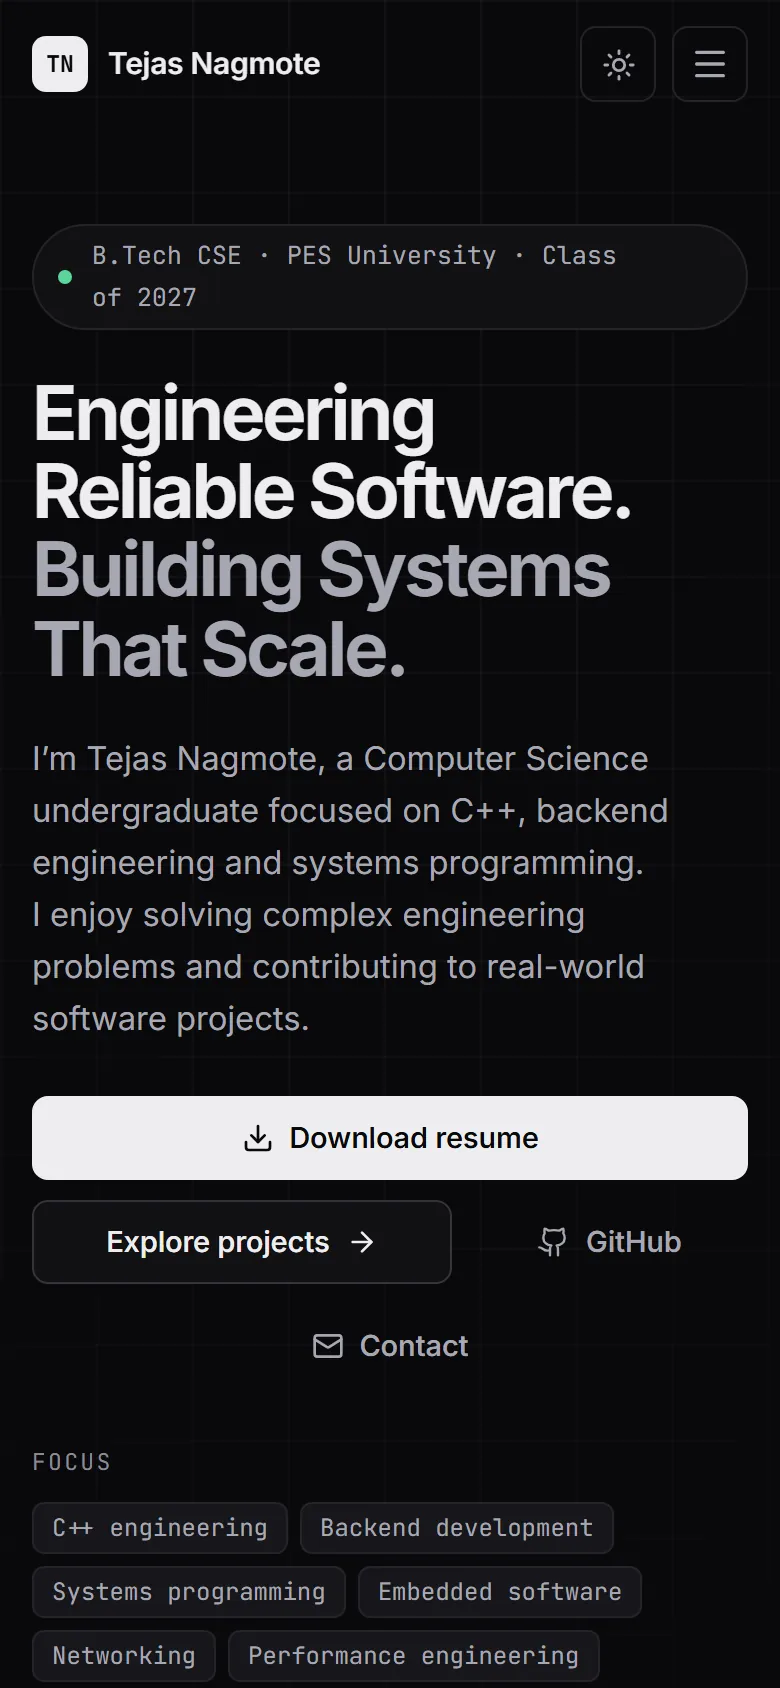 TN Tejas Nagmote
B.Tech CSE · PES University · Class
of 2027
Engineering
Reliable Software.
Building Systems
That Scale.
I’m Tejas Nagmote, a Computer Science
undergraduate focused on C++, backend
engineering and systems programming.
I enjoy solving complex engineering
problems and contributing to real-world
software projects.
Download resume
Explore projects → GitHub
Contact
FOCUS
C++ engineering Backend development
Systems programming Embedded software
Networking Performance engineering